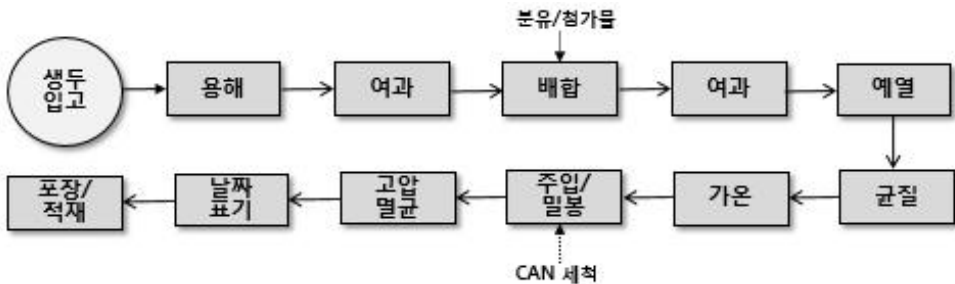 분유/첨가물
생두
입고
용해
여과
배합
여과
예열
포장/
적재
날짜
표기
고압
멸균
주입/
밀봉
가온
균질
CAN 세척